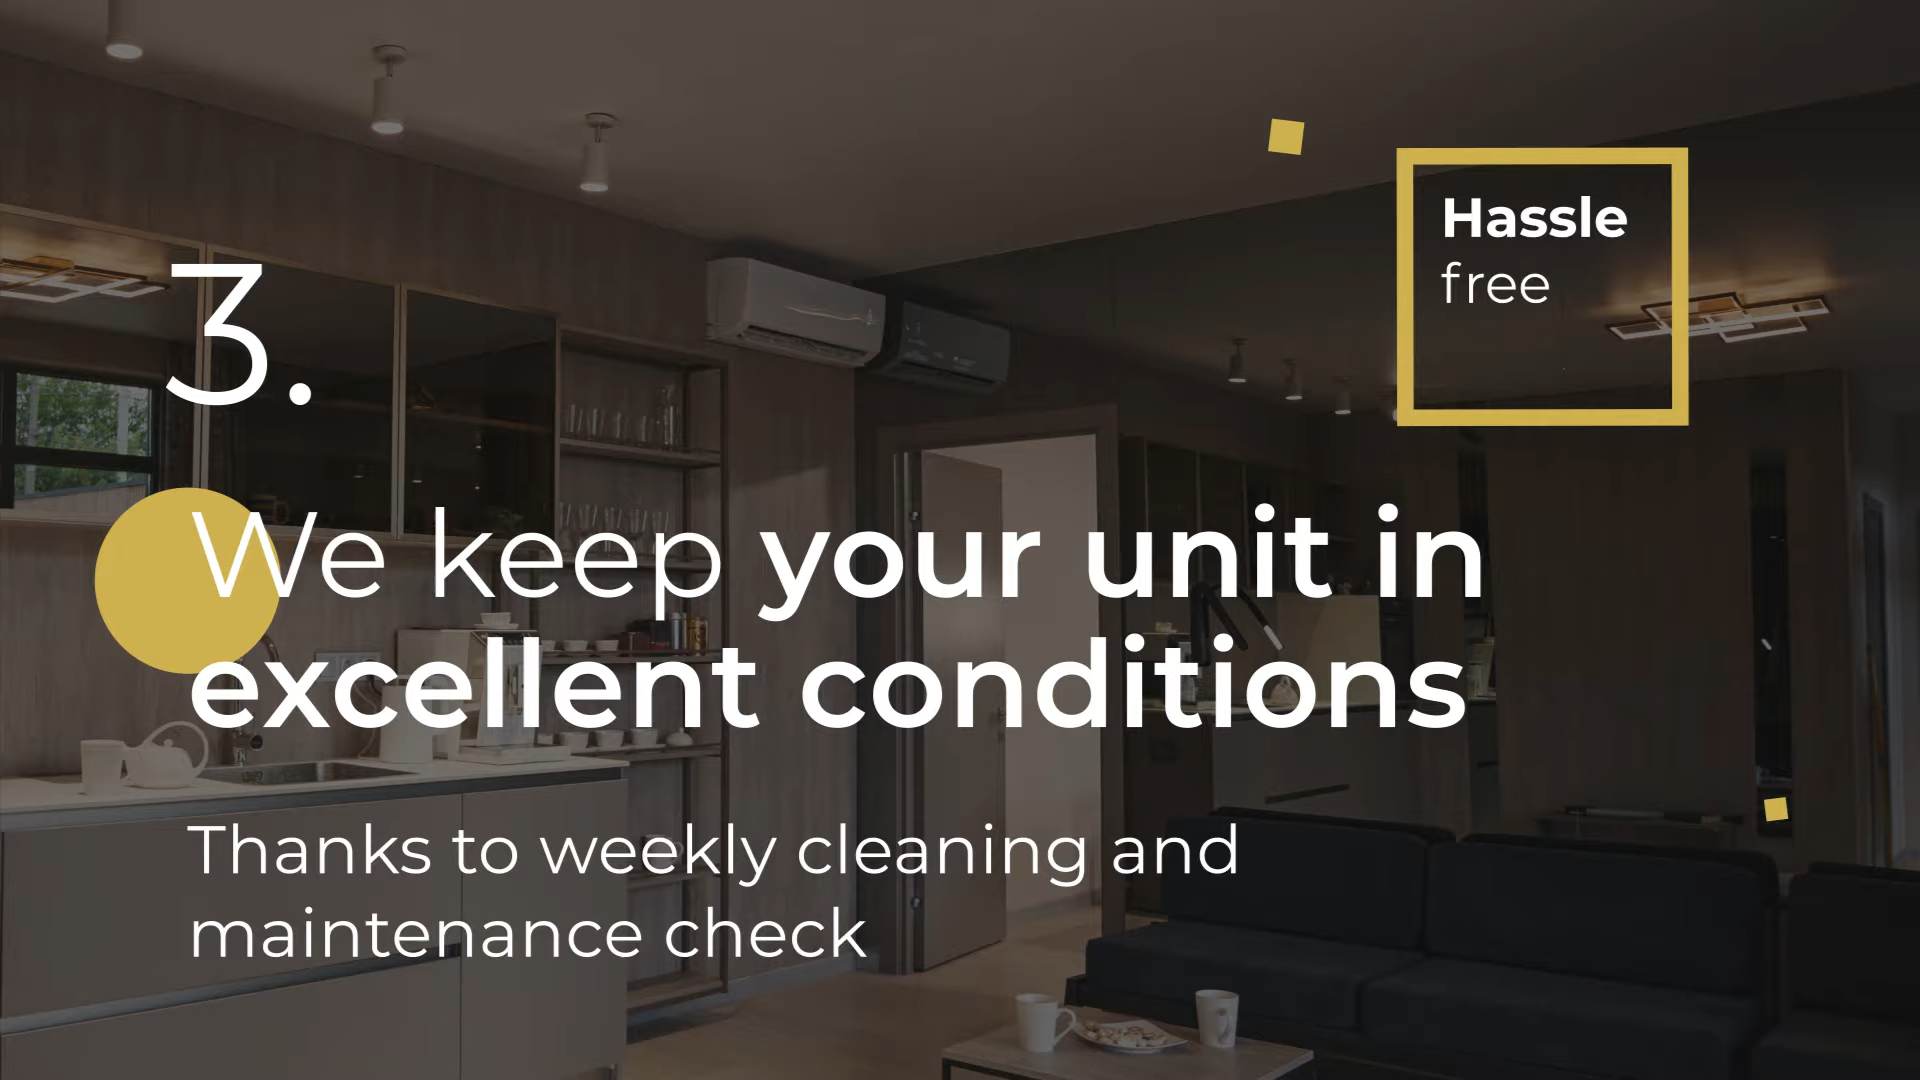 Hassle
free
3.
We keep your unit in
excellent conditions
Thanks to weekly cleaning and
maintenance check